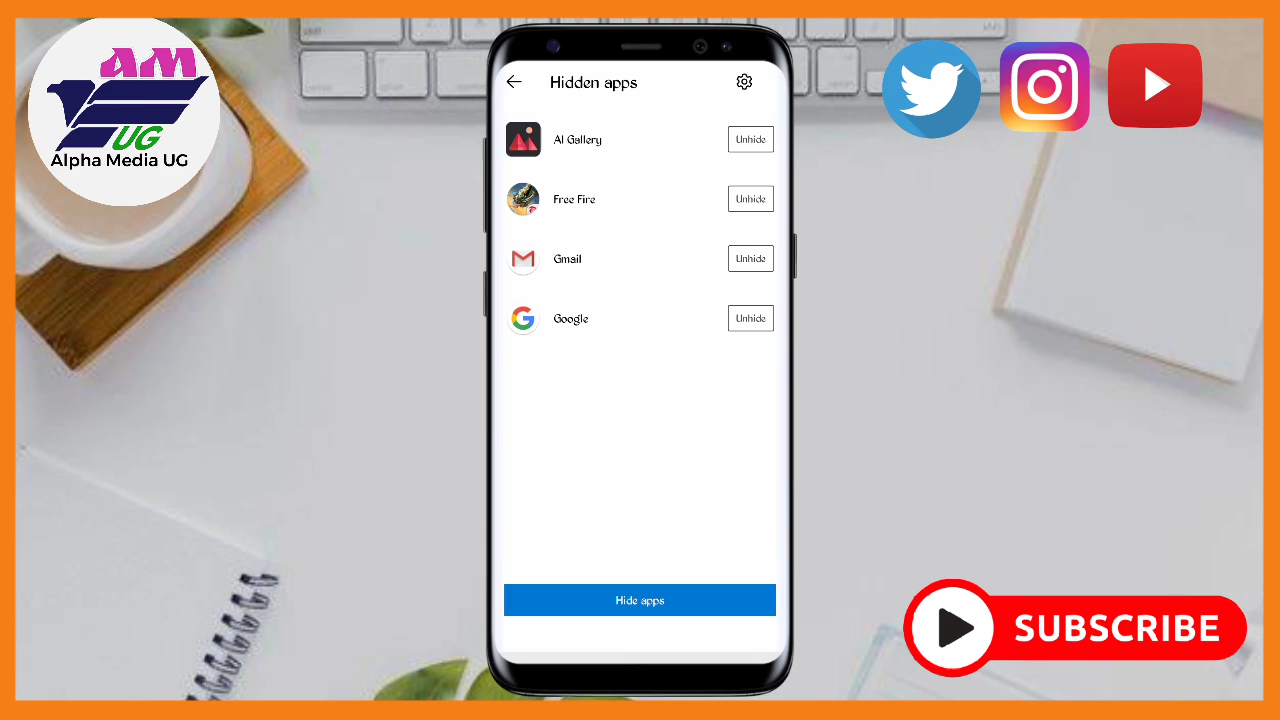 AM
UG
Alpha Media UG
Hidden apps
AI Gallery
Unhide
Free Fire
Unhide
Gmail
Unhide
Google
Unhide
Hide apps
SUBSCRIBE